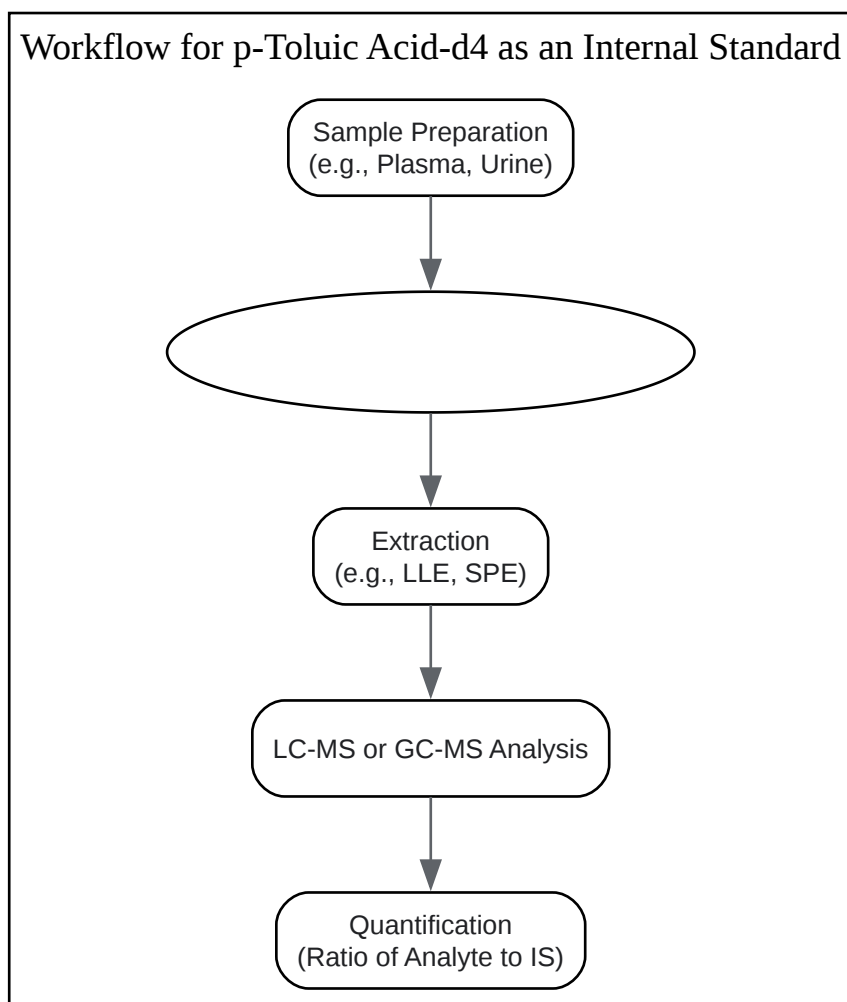 Workflow for p-Toluic Acid-d4 as an Internal Standard
Sample Preparation
(e.g., Plasma, Urine)
Extraction
(e.g., LLE, SPE)
LC-MS or GC-MS Analysis
Quantification
(Ratio of Analyte to IS)